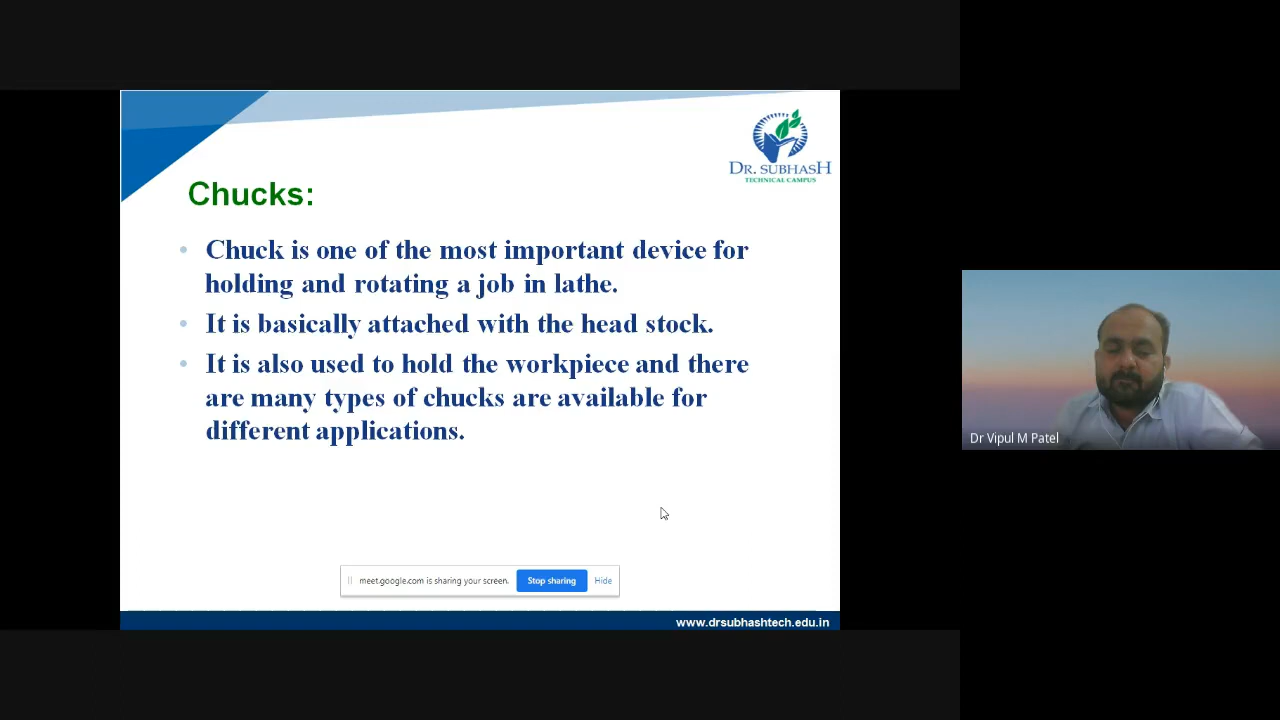 DR. SUBHASH
TECHNICAL CAMPUS
Chucks:
• Chuck is one of the most important device for
holding and rotating a job in lathe.
• It is basically attached with the head stock.
• It is also used to hold the workpiece and there
are many types of chucks are available for
different applications.
Dr Vipul M Patel
meet.google.com is sharing your screen. Stop sharing Hide
www.drsubhashtech.edu.in